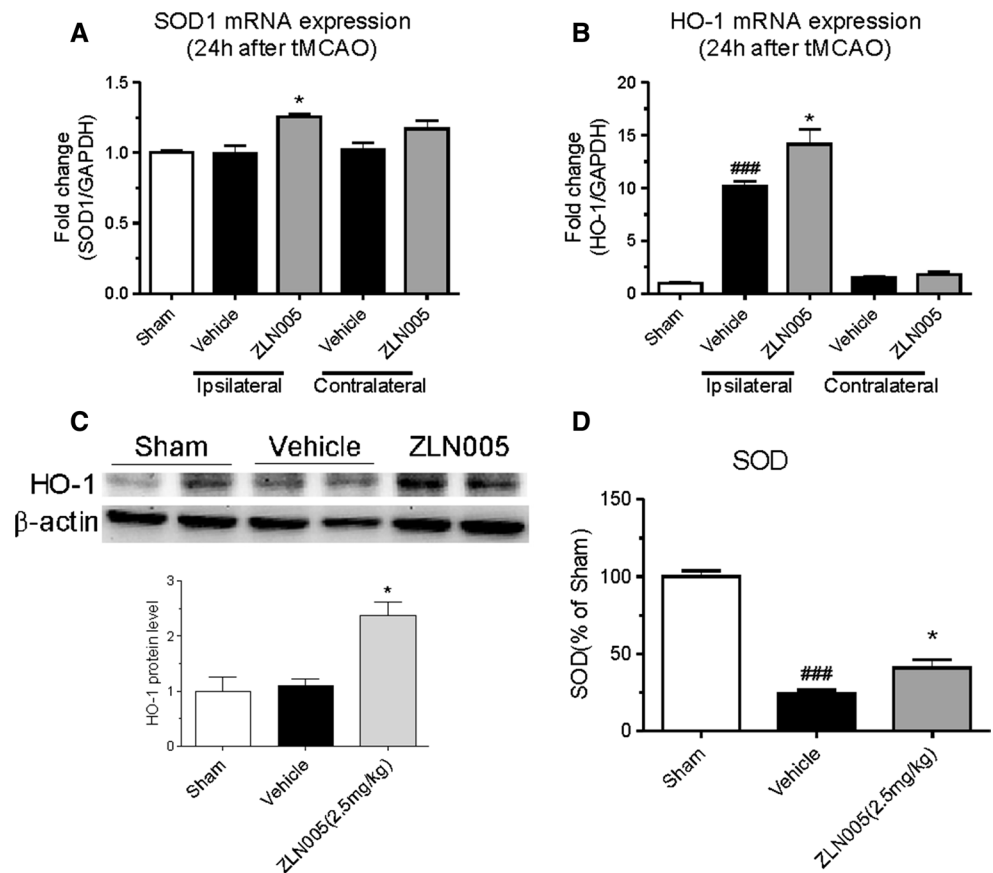 A
SOD1 mRNA expression
(24h after tMCAO)
Fold change
(SOD1/GAPDH)
1.5
1.0
0.5
0.0
*
Sham
Vehicle
ZLN005
Vehicle
ZLN005
Ipsilateral
Contralateral
B
HO-1 mRNA expression
(24h after tMCAO)
Fold change
(HO-1/GAPDH)
20
15
10
5
0
###
*
Sham
Vehicle
ZLN005
Vehicle
ZLN005
Ipsilateral
Contralateral
C
Sham
Vehicle
ZLN005
HO-1
β-actin
HO-1 protein level
3
2
1
0
*
Sham
Vehicle
ZLN005(2.5mg/kg)
D
SOD
SOD(% of Sham)
150
100
50
0
###
*
Sham
Vehicle
ZLN005(2.5mg/kg)